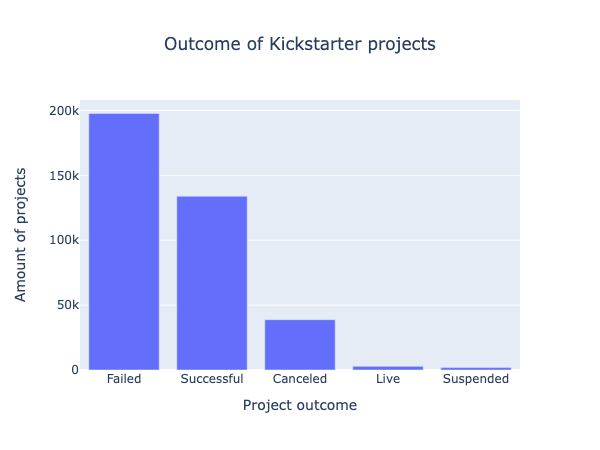 Outcome of Kickstarter projects
Amount of projects
200k
150k
100k
50k
0
Failed Successful Canceled Live Suspended
Project outcome